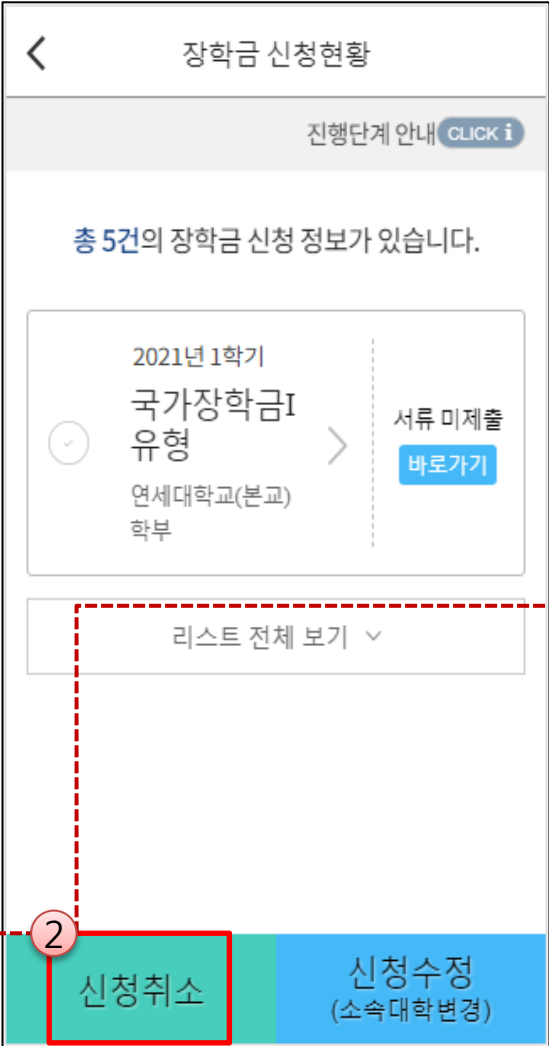 장학금 신청현황
진행단계 안내 CLICK i
총 5건의 장학금 신청 정보가 있습니다.
2021년 1학기
국가장학금I
유형
연세대학교(본교)
학부
서류 미제출
바로가기
리스트 전체 보기
2
신청취소
신청수정
(소속대학변경)